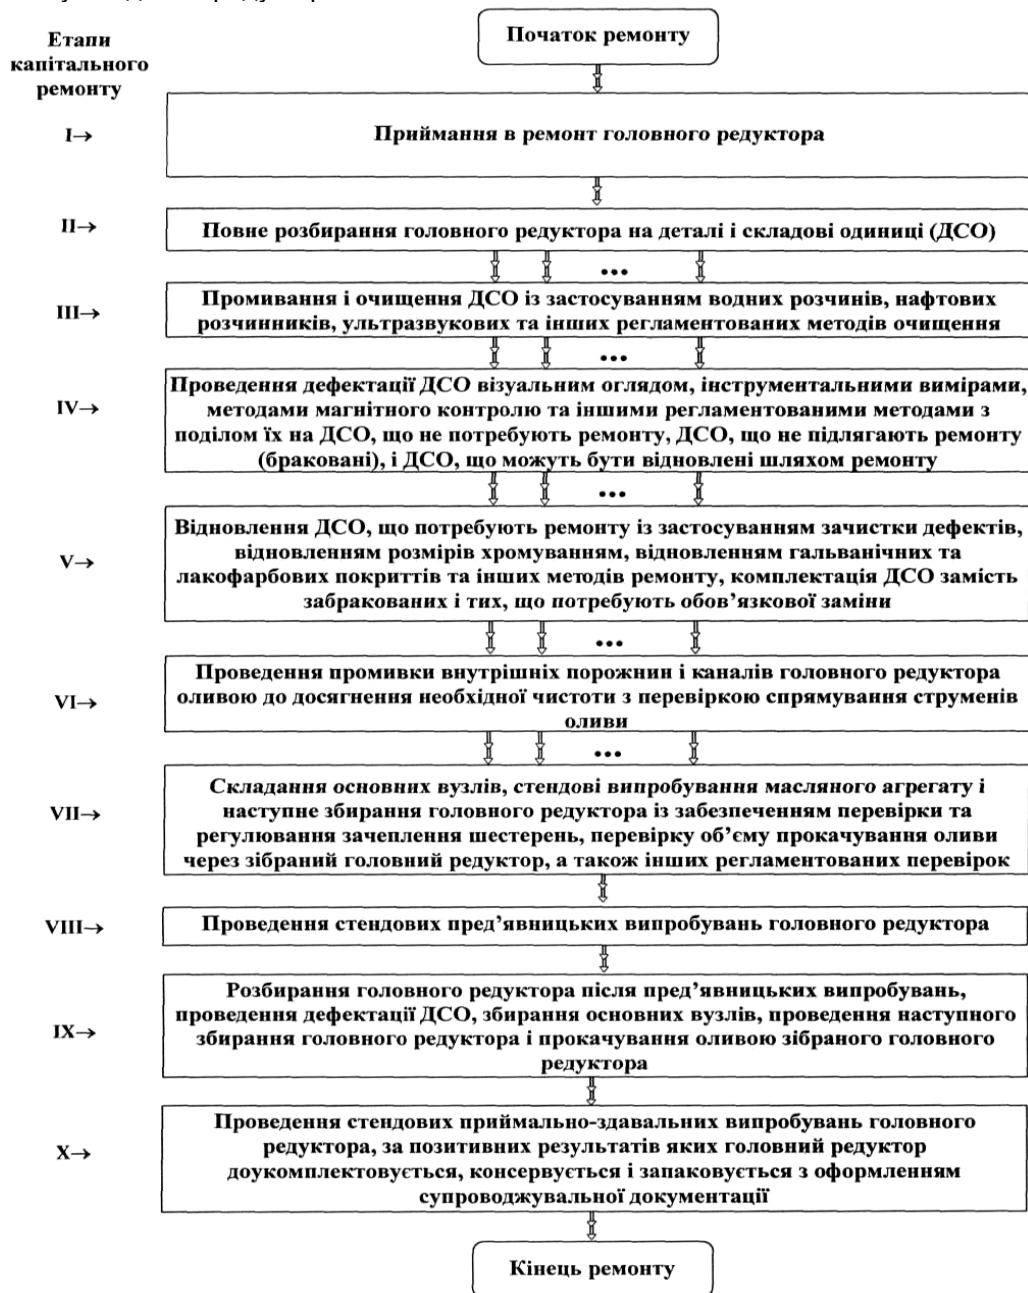 Початок ремонту
Етапи
капітального
ремонту
I→
Приймання в ремонт головного редуктора
II→
Повне розбирання головного редуктора на деталі і складові одиниці (ДСО)
...
III→
Промивання і очищення ДСО із застосуванням водних розчинів, нафтових
розчинників, ультразвукових та інших регламентованих методів очищення
...
IV→
Проведення дефектації ДСО візуальним оглядом, інструментальними вимірами,
методами магнітного контролю та іншими регламентованими методами з
поділом їх на ДСО, що не потребують ремонту, ДСО, що не підлягають ремонту
(браковані), і ДСО, що можуть бути відновлені шляхом ремонту
...
V→
Відновлення ДСО, що потребують ремонту із застосуванням зачистки дефектів,
відновленням розмірів хромуванням, відновленням гальванічних та
лакофарбових покриттів та інших методів ремонту, комплектація ДСО замість
забракованих і тих, що потребують обов’язкової заміни
...
VI→
Проведення промивки внутрішніх порожнин і каналів головного редуктора
оливою до досягнення необхідної чистоти з перевіркою спрямування струменів
оливи
...
VII→
Складання основних вузлів, стендові випробування масляного агрегату і
наступне збирання головного редуктора із забезпеченням перевірки та
регулювання зачеплення шестерень, перевірку об’єму прокачування оливи
через зібраний головний редуктор, а також інших регламентованих перевірок
VIII→
Проведення стендових пред’явницьких випробувань головного редуктора
IX→
Розбирання головного редуктора після пред’явницьких випробувань,
проведення дефектації ДСО, збирання основних вузлів, проведення наступного
збирання головного редуктора і прокачування оливою зібраного головного
редуктора
X→
Проведення стендових приймально-здавальних випробувань головного
редуктора, за позитивних результатів яких головний редуктор
доукомплектовується, консервується і запаковується з оформленням
супроводжувальної документації
Кінець ремонту